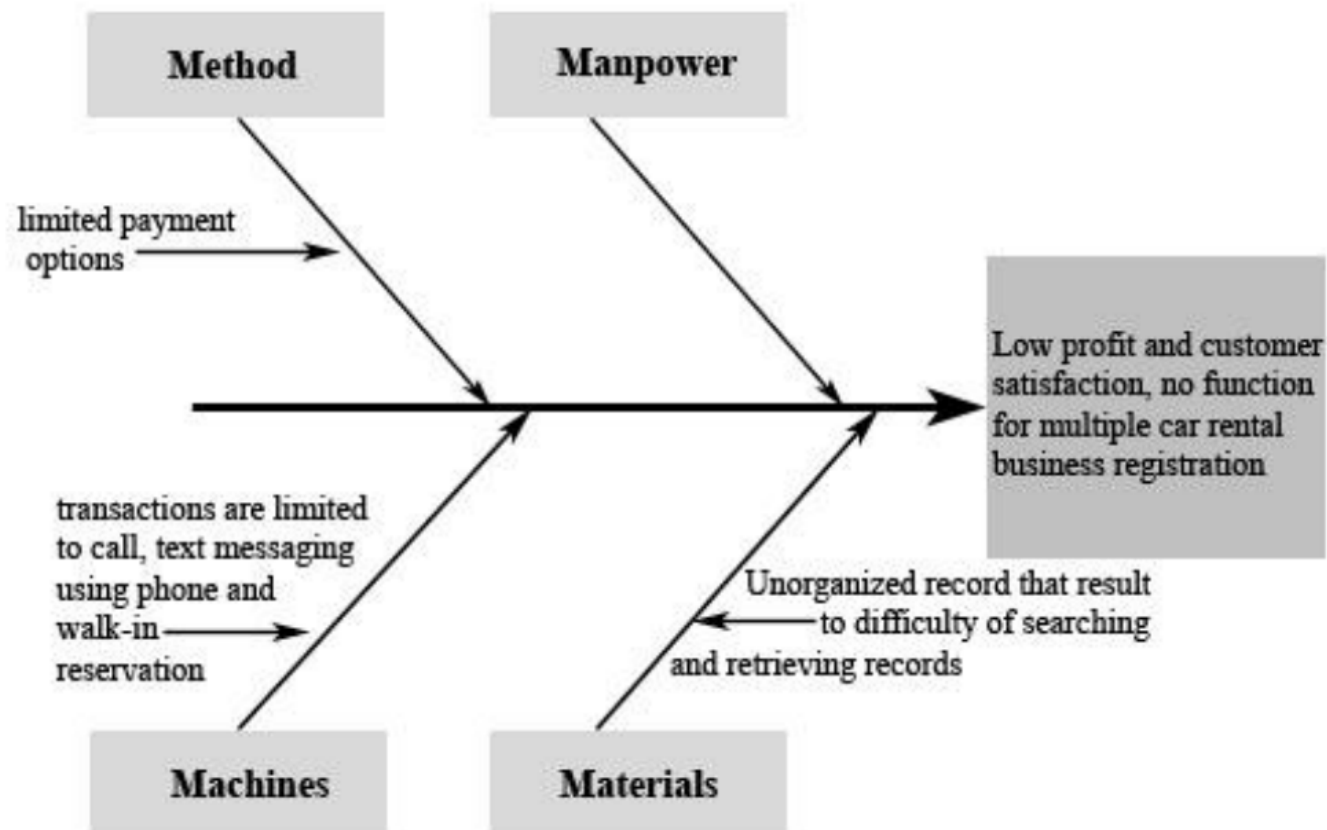 Method
Manpower
limited payment
options
Low profit and customer
satisfaction, no function
for multiple car rental
business registration
transactions are limited
to call, text messaging
using phone and
walk-in
reservation
Unorganized record that result
to difficulty of searching
and retrieving records
Machines
Materials